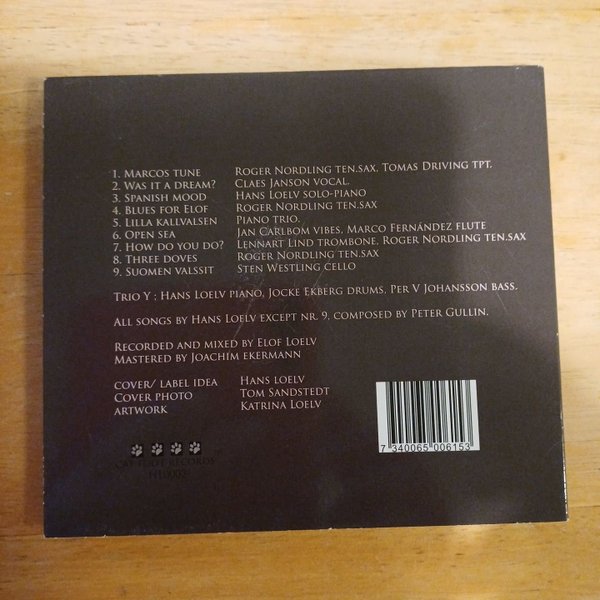 1. Marcos tune Roger Nordling ten.sax, Tomas Driving tpt.
2. Was it a dream? Claes Janson vocal.
3. Spanish mood Hans Loelv solo-piano
4. Blues for Elof Roger Nordling ten.sax
5. Lilla kallvalsen Piano trio.
6. Open sea Jan Carlbom vibes, Marco Fernández flute
7. How do you do? Lennart Lind trombone, Roger Nordling ten.sax
8. Three doves Roger Nordling ten.sax
9. Suomen valssit Sten Westling cello
Trio Y ; Hans Loelv piano, Jocke Ekberg drums, Per V Johansson bass.
All songs by Hans Loelv except nr. 9, composed by Peter Gullin.
Recorded and mixed by Elof Loelv
Mastered by Joachim ekermann
cover/ label idea Hans loelv
Cover photo Tom Sandstedt
artwork Katrina Loelv
7 340065 006153
Cat Foot Records